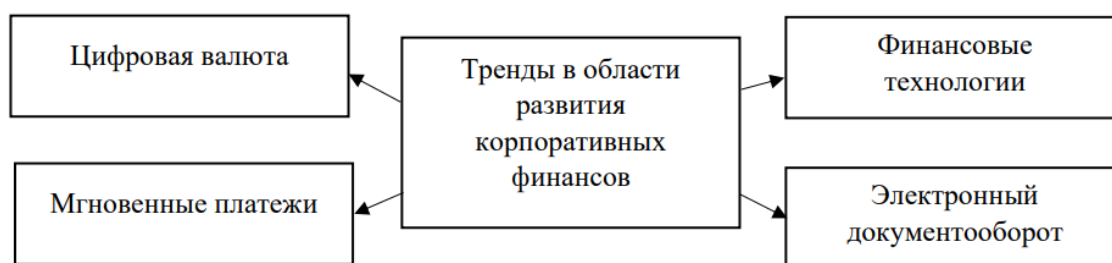 Цифровая валюта
Мгновенные платежи
Тренды в области
развития
корпоративных
финансов
Финансовые
технологии
Электронный
документооборот